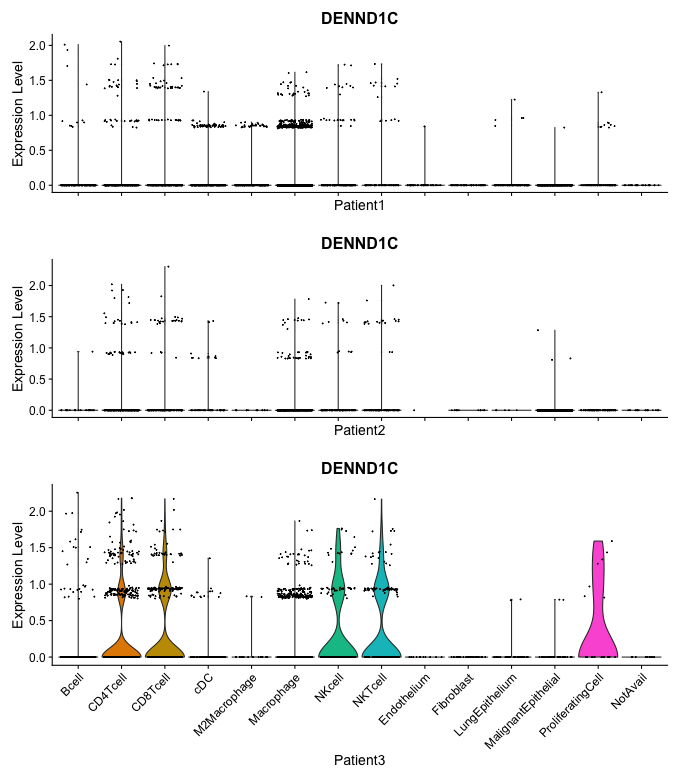 DENND1C
Expression Level
2.0
1.5
1.0
0.5
0.0
Patient1
DENND1C
Expression Level
2.0
1.5
1.0
0.5
0.0
Patient2
DENND1C
Expression Level
2.0
1.5
1.0
0.5
0.0
Bcell
CD4Tcell
CD8Tcell
cDC
M2Macrophage
Macrophage
NKcell
NKTcell
Endothelium
Fibroblast
LungEpithelium
MalignantEpithelial
ProliferatingCell
NotAvail
Patient3